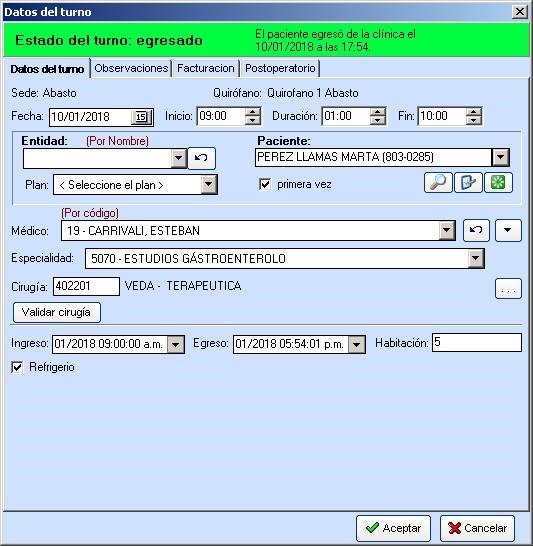 Datos del turno
Estado del turno: egresado
El paciente egresó de la clínica el
10/01/2018 a las 17:54.
Datos del turno Observaciones Facturacion Postoperatorio
Sede: Abasto Quirófano: Quirofano 1 Abasto
Fecha: 10/01/2018 15 Inicio: 09:00 Duración: 01:00 Fin: 10:00
Entidad: (Por Nombre) Paciente:
PEREZ LLAMAS MARTA (803-0285)
Plan: < Seleccione el plan > primera vez
(Por código)
Médico: 19 - CARRIVALI, ESTEBAN
Especialidad: 5070 - ESTUDIOS GÁSTROENTEROLO
Cirugía: 402201 VEDA - TERAPEUTICA ...
Validar cirugía
Ingreso: 01/2018 09:00:00 a.m. Egreso: 01/2018 05:54:01 p.m. Habitación: 5
Refrigerio
Aceptar Cancelar